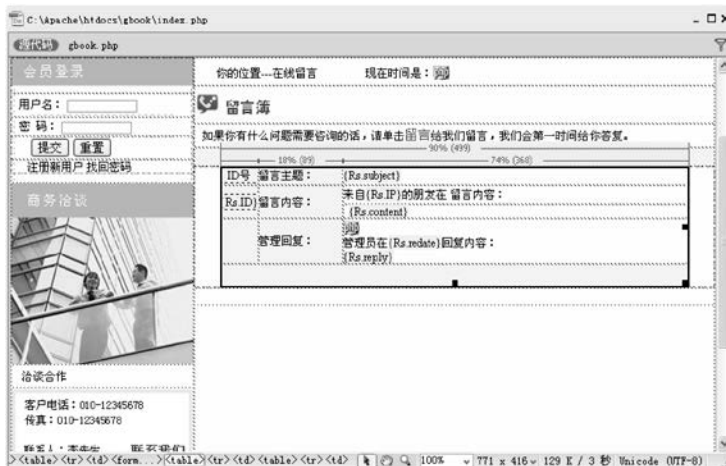 C:\Apache\htdocs\gbook\index.php
源代码 gbook.php
会员登录
用户名：
密 码：
提交 重置
注册新用户 找回密码
商务洽谈
洽谈合作
客户电话：010-12345678
传真：010-12345678
你的位置---在线留言 现在时间是：
留言簿
如果你有什么问题需要咨询的话，请单击留言给我们留言，我们会第一时间给你答复。
90% (499)
18% (89) 74% (368)
ID号 留言主题： {Rs.subject}
Rs.ID} 留言内容： 来自{Rs.IP}的朋友在 留言内容：
{Rs.content}
管理回复： 管理员在{Rs.redate}回复内容：
{Rs.reply}
><table><tr><td><form...><table><tr><td><table><tr><td> 100% 771 x 416 129 K / 3 秒 Unicode (UTF-8)